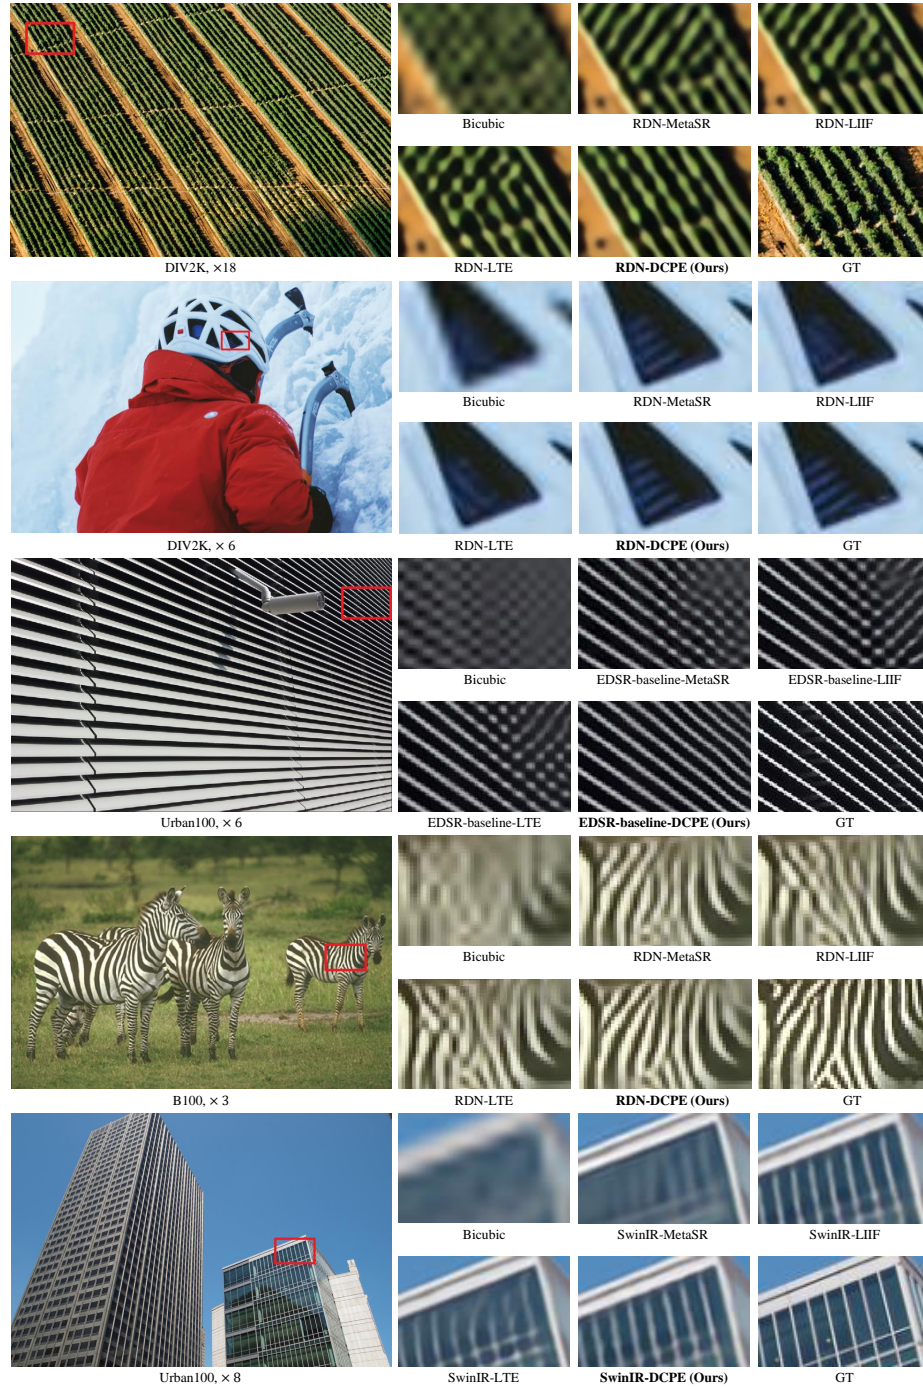 Bicubic RDN-MetaSR RDN-LIIF
DIV2K, ×18 RDN-LTE RDN-DCPE (Ours) GT
Bicubic RDN-MetaSR RDN-LIIF
DIV2K, × 6 RDN-LTE RDN-DCPE (Ours) GT
Bicubic EDSR-baseline-MetaSR EDSR-baseline-LIIF
Urban100, × 6 EDSR-baseline-LTE EDSR-baseline-DCPE (Ours) GT
Bicubic RDN-MetaSR RDN-LIIF
B100, × 3 RDN-LTE RDN-DCPE (Ours) GT
Bicubic SwinIR-MetaSR SwinIR-LIIF
Urban100, × 8 SwinIR-LTE SwinIR-DCPE (Ours) GT